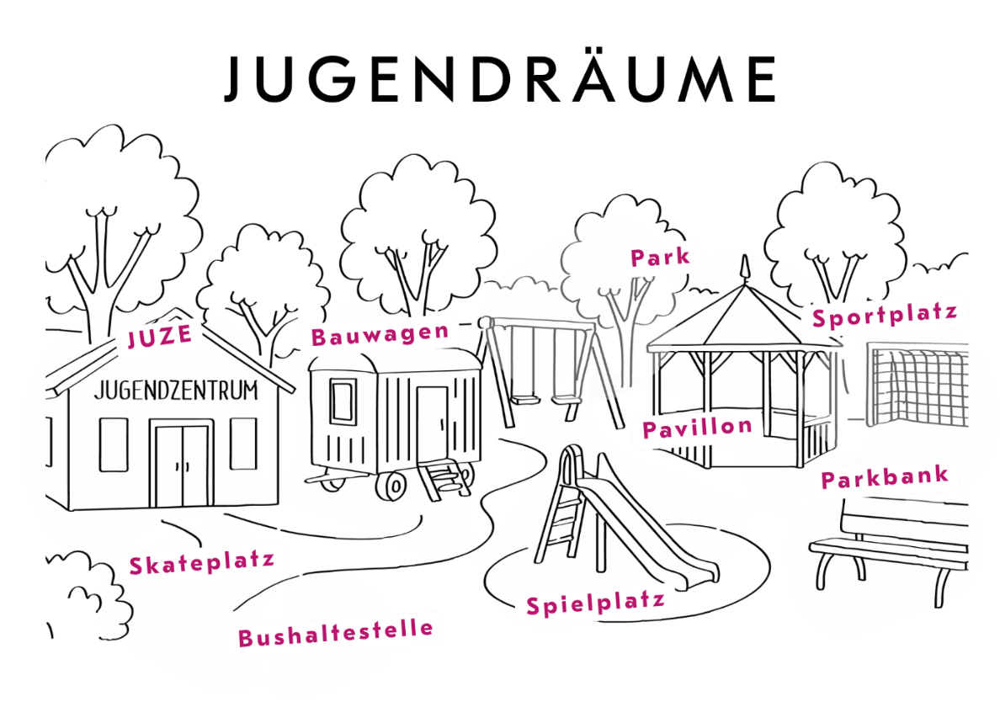 JUGENDRÄUME
Park
Sportplatz
JUZE
Bauwagen
JUGENDZENTRUM
Pavillon
Parkbank
Skateplatz
Spielplatz
Bushaltestelle